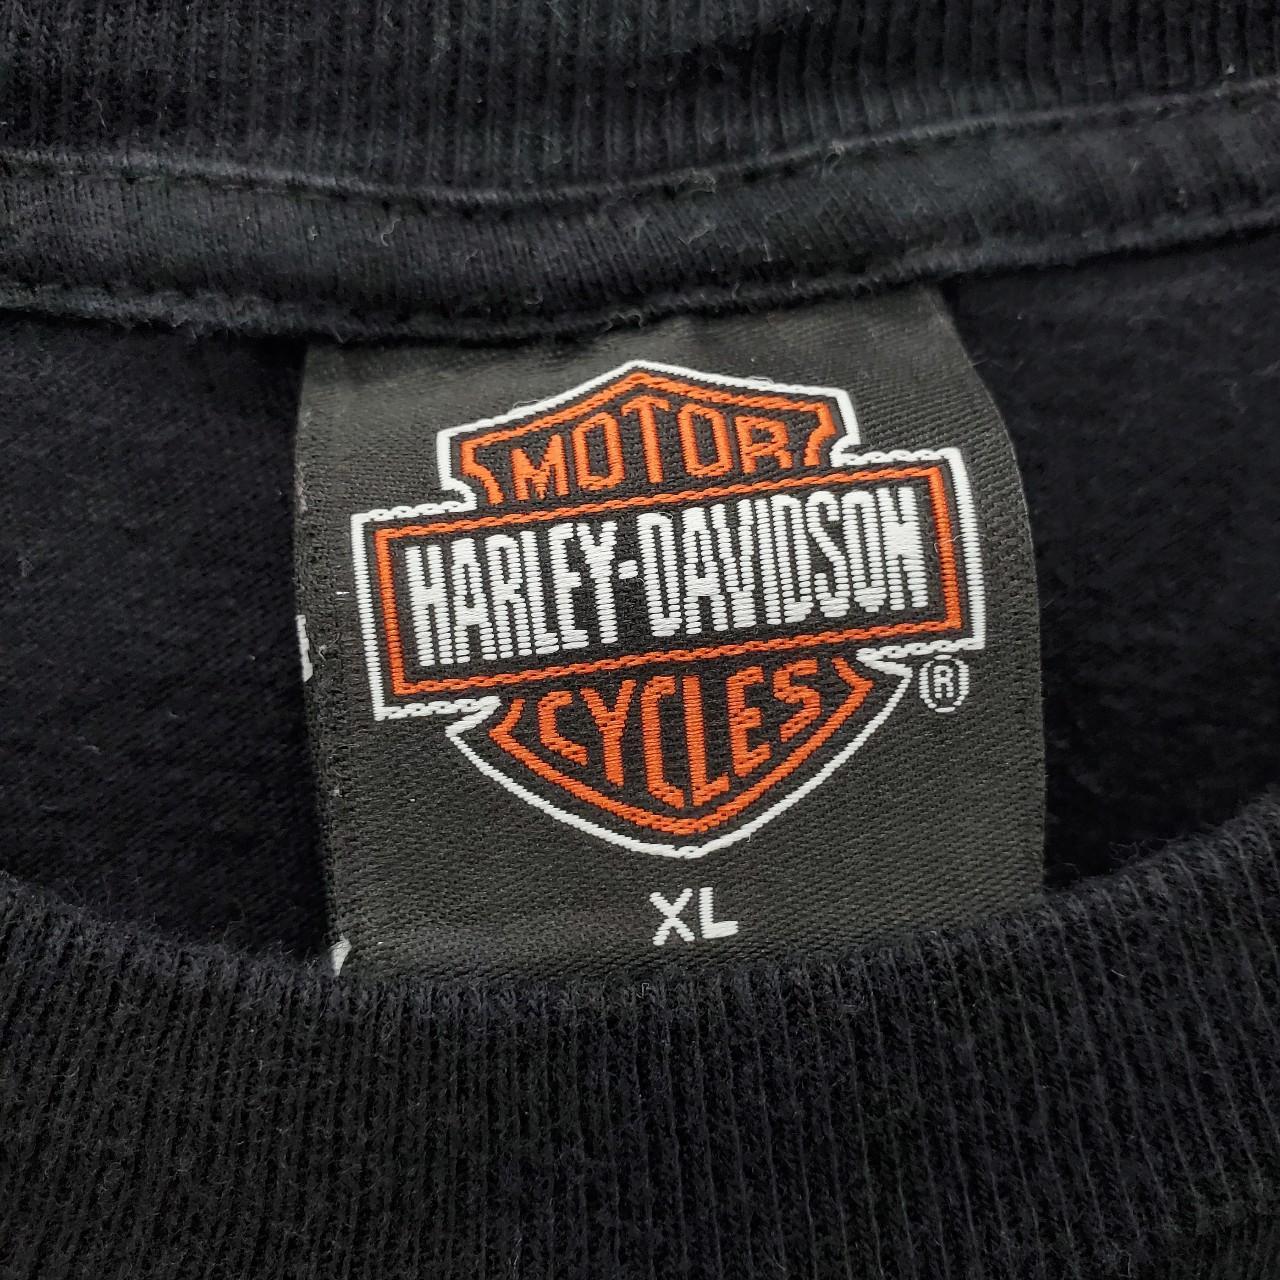 MOTOR
HARLEY-DAVIDSON
CYCLES
®
XL